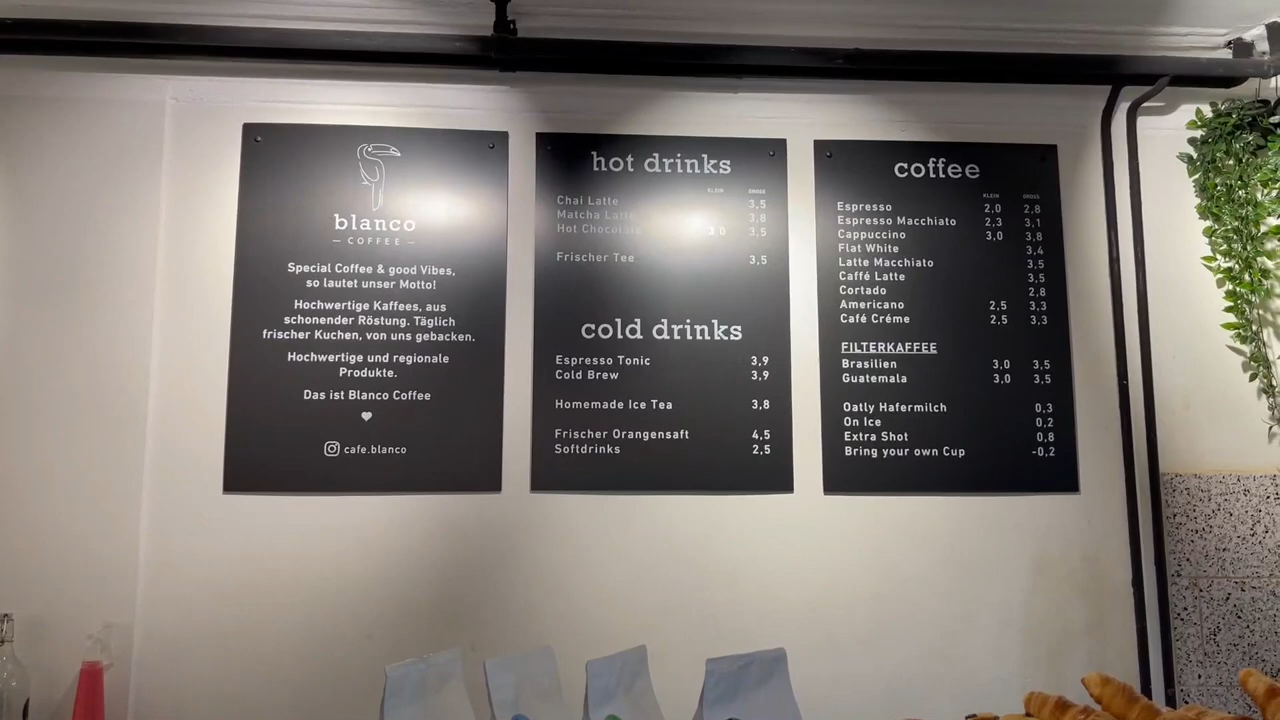 blanco
— COFFEE —
Special Coffee & good Vibes,
so lautet unser Motto!
Hochwertige Kaffees, aus
schonender Röstung. Täglich
frischer Kuchen, von uns gebacken.
Hochwertige und regionale
Produkte.
Das ist Blanco Coffee
cafe.blanco
hot drinks
KLEIN GROSS
Chai Latte 3,5
Matcha Latte 3,8
Hot Chocolate 3,0 3,5
Frischer Tee 3,5
cold drinks
Espresso Tonic 3,9
Cold Brew 3,9
Homemade Ice Tea 3,8
Frischer Orangensaft 4,5
Softdrinks 2,5
coffee
KLEIN GROSS
Espresso 2,0 2,8
Espresso Macchiato 2,3 3,1
Cappuccino 3,0 3,8
Flat White 3,4
Latte Macchiato 3,5
Caffé Latte 3,5
Cortado 2,8
Americano 2,5 3,3
Café Créme 2,5 3,3
FILTERKAFFEE
Brasilien 3,0 3,5
Guatemala 3,0 3,5
Oatly Hafermilch 0,3
On Ice 0,2
Extra Shot 0,8
Bring your own Cup -0,2